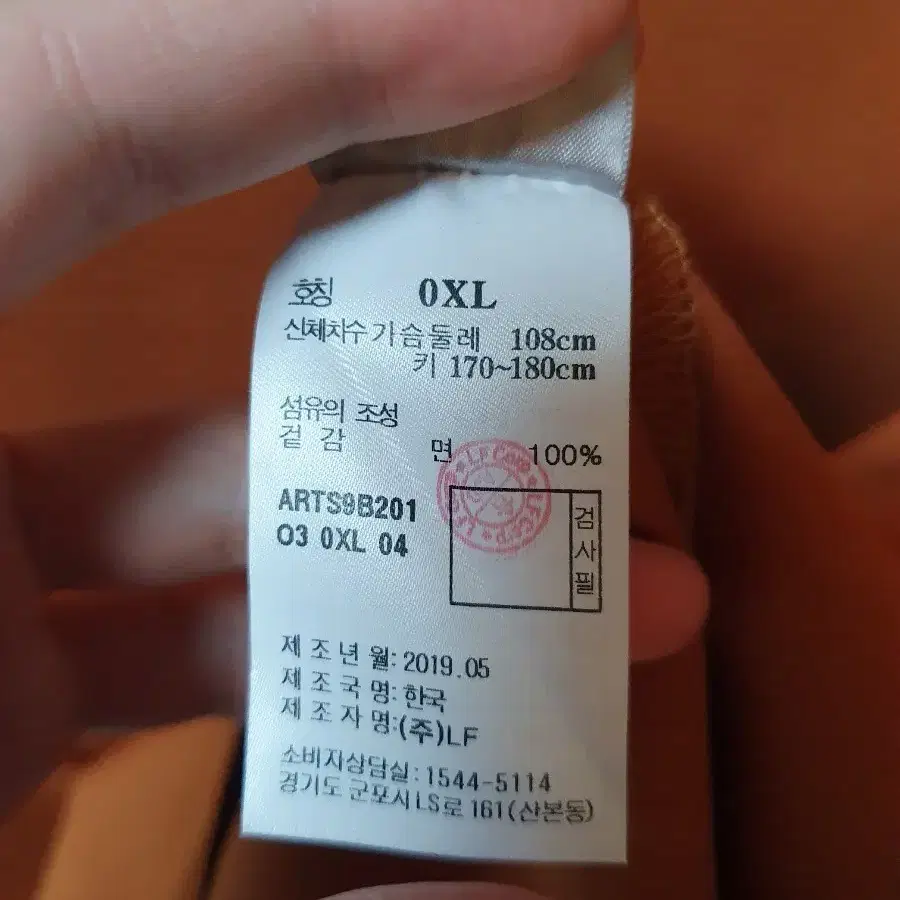 호칭 0XL
신체치수 가슴둘레 108cm
키 170~180cm
섬유의 조성
겉감 면 100%
LF Corp
ARTS9B201
O3 0XL 04
검사필
제조년월: 2019.05
제조국명: 한국
제조자명:(주)LF
소비자상담실: 1544-5114
경기도 군포시 LS로 161(산본동)